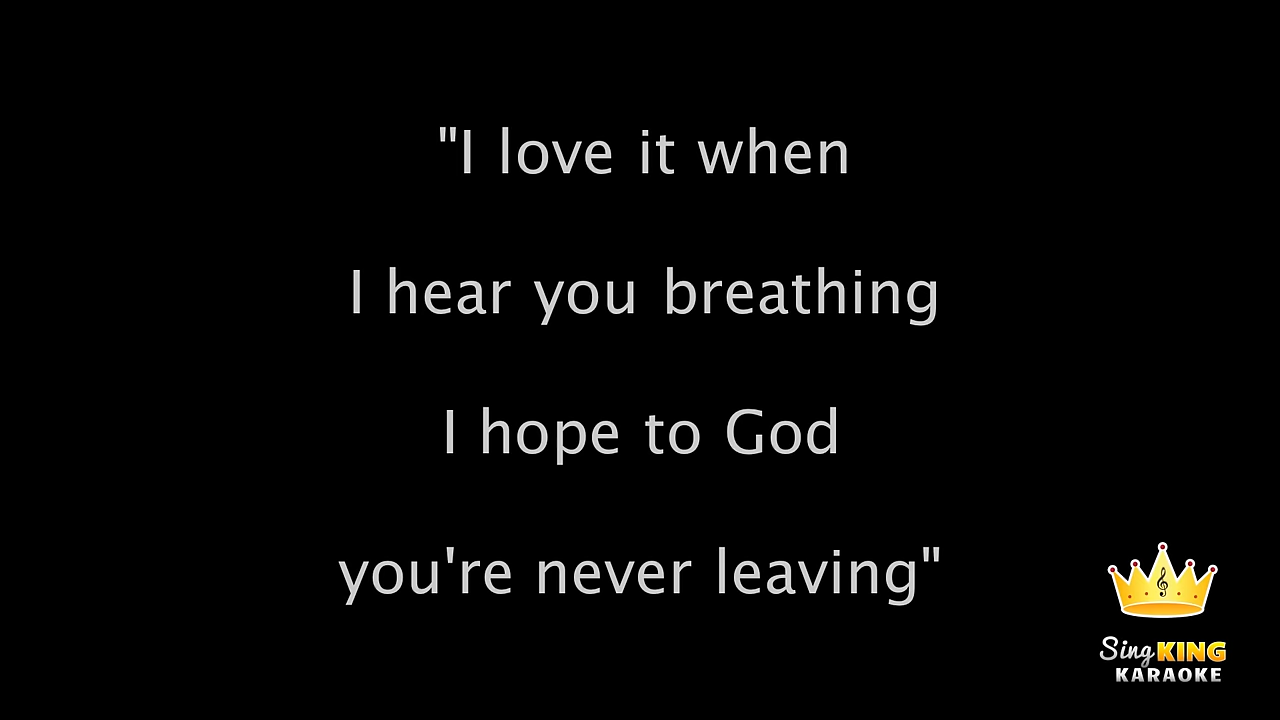 "I love it when
I hear you breathing
I hope to God
you're never leaving"
Sing KING
KARAOKE